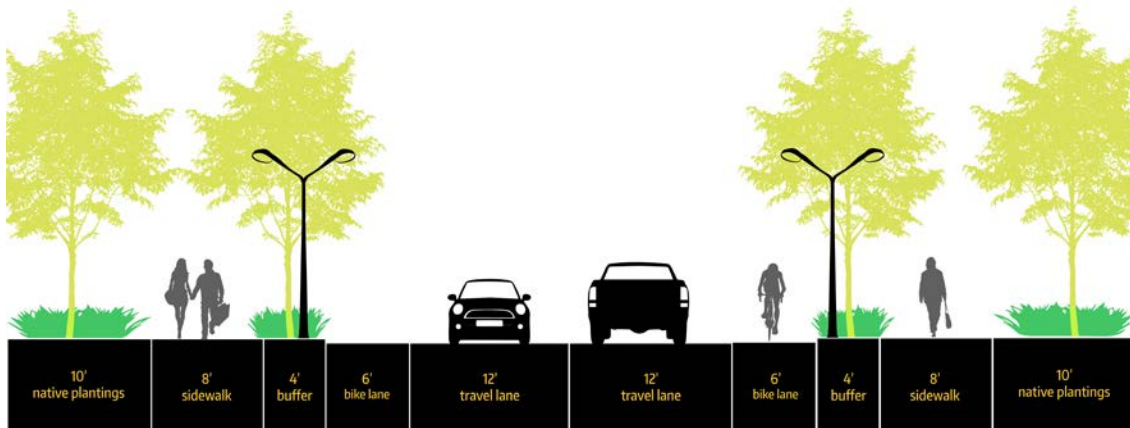 10'
native plantings
8'
sidewalk
4'
buffer
6'
bike lane
12'
travel lane
12'
travel lane
6'
bike lane
4'
buffer
8'
sidewalk
10'
native plantings